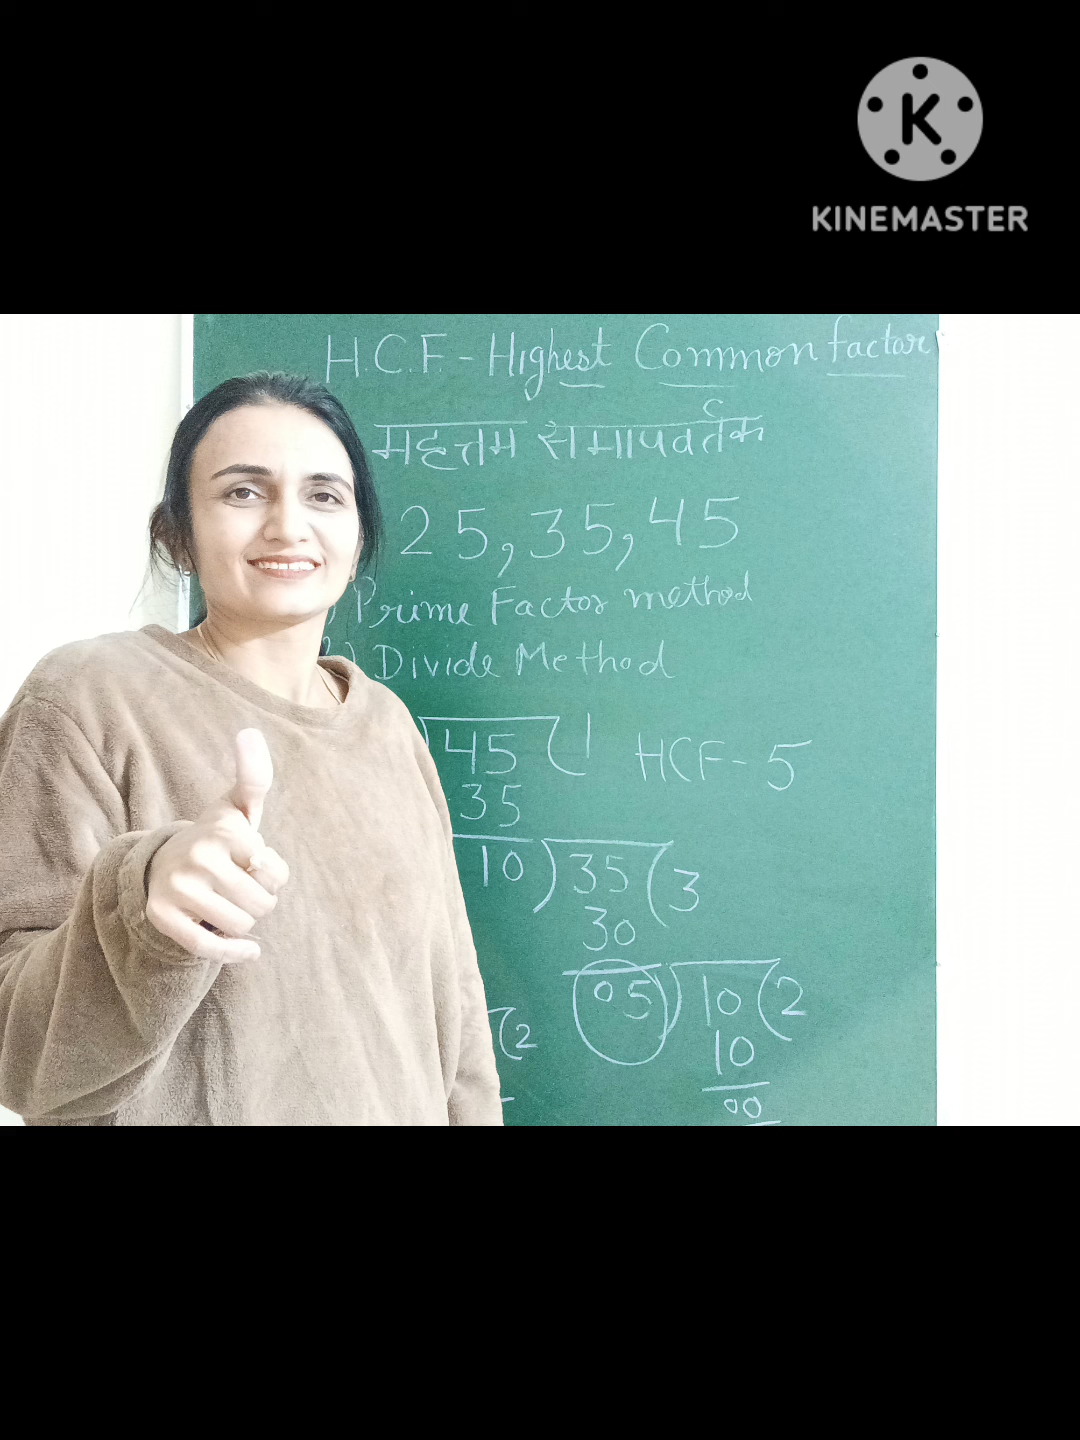 KINEMASTER
H.C.F. - Highest Common factor
महत्तम समापवर्तक
25, 35, 45
) Prime Factor method
) Divide Method
45 ( 1 HCF - 5
35
10 ) 35 ( 3
30
05 ) 10 ( 2
( 2
10
00